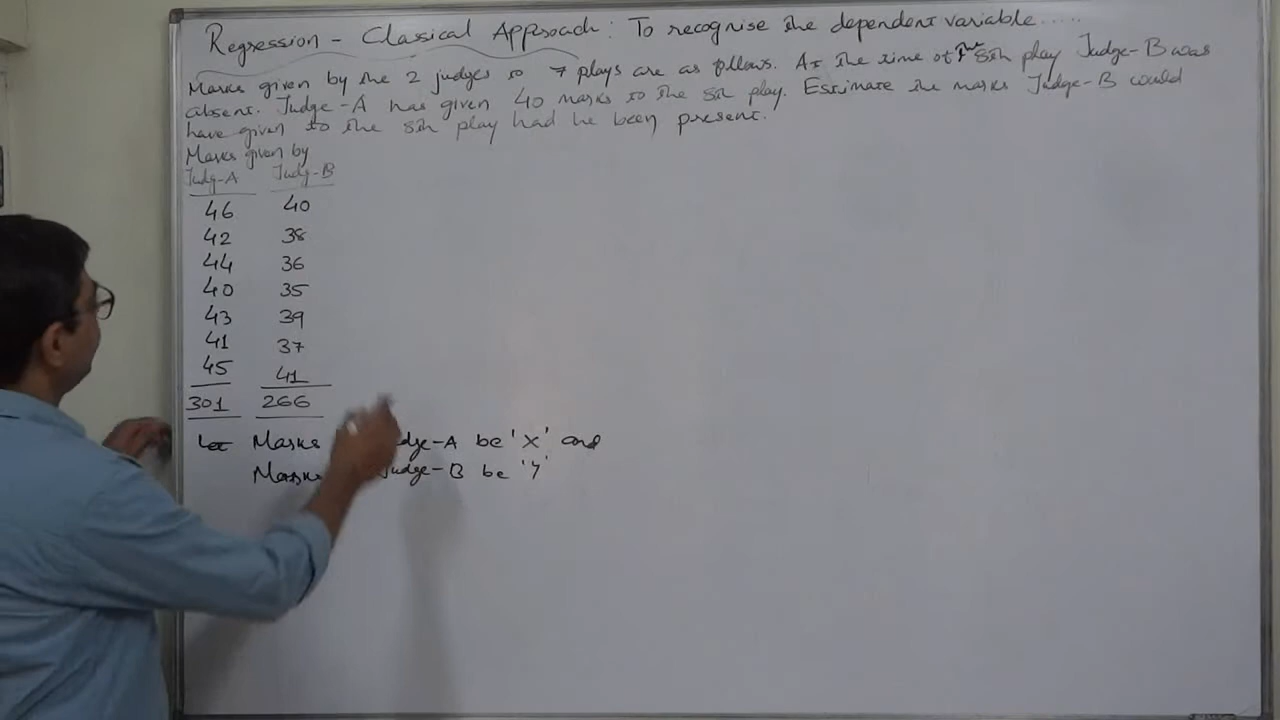 Regression - Classical Approach: To recognise the dependent variable.....
Marks given by the 2 judges to 7 plays are as follows. At the time of the 8th play Judge-B was
absent. Judge-A has given 40 marks to the 8th play. Estimate the marks Judge-B could
have given to the 8th play had he been present.
Marks given by
Judg-A Judg-B
46 40
42 38
44 36
40 35
43 39
41 37
45 41
301 266
Let Marks Judge-A be 'X' and
Marks Judge-B be 'Y'